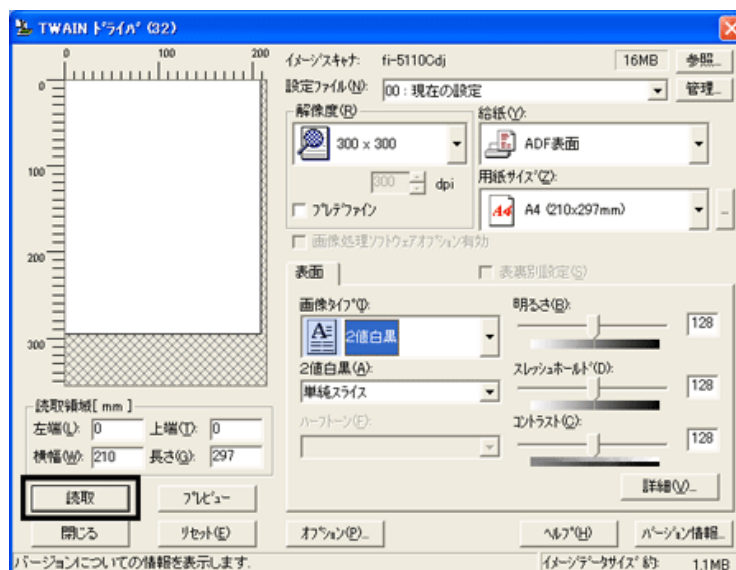 TWAIN ﾄﾞﾗｲﾊﾞ (32)
0 100 200
0
100
200
300
ｲﾒｰｼﾞｽｷｬﾅ: fi-5110Cdj 16MB 参照...
設定ﾌｧｲﾙ(N): 00 : 現在の設定 管理...
解像度(R)
300 x 300
300 dpi
ﾌﾟﾚﾃﾞﾌｧｲﾝ
給紙(Y):
ADF表面
用紙ｻｲｽﾞ(Z):
A4 (210x297mm) ...
画像処理ｿﾌﾄｳｪｱｵﾌﾟｼｮﾝ有効
表面
表裏別設定(S)
画像ﾀｲﾌﾟ(I):
2値白黒
2値白黒(A):
単純ｽﾗｲｽ
ﾊｰﾌﾄｰﾝ(F):
明るさ(B):
128
ｽﾚｯｼｭﾎｰﾙﾄﾞ(D):
128
ｺﾝﾄﾗｽﾄ(C):
128
詳細(V)...
読取領域[ mm ]
左端(L): 0 上端(T): 0
横幅(W): 210 長さ(G): 297
読取 ﾌﾟﾚﾋﾞｭｰ
閉じる ﾘｾｯﾄ(E) ｵﾌﾟｼｮﾝ(P)... ﾍﾙﾌﾟ(H) ﾊﾞｰｼﾞｮﾝ情報...
ﾊﾞｰｼﾞｮﾝについての情報を表示します. ｲﾒｰｼﾞﾃﾞｰﾀｻｲｽﾞ 約: 1.1MB